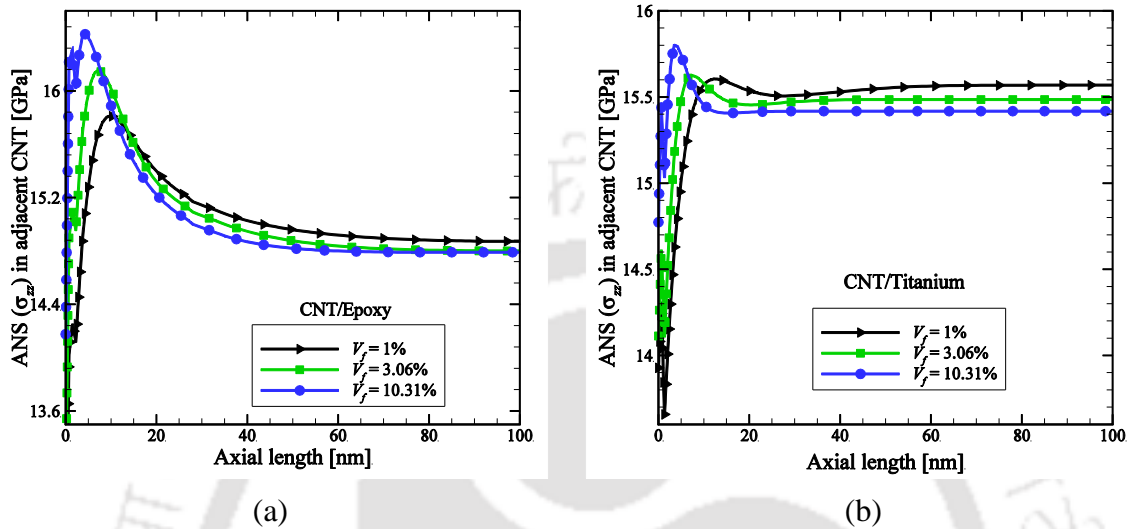 ANS (σzz) in adjacent CNT [GPa]
16
15.2
14.4
13.6
0 20 40 60 80 100
Axial length [nm]
CNT/Epoxy
Vf = 1%
Vf = 3.06%
Vf = 10.31%
(a)
ANS (σzz) in adjacent CNT [GPa]
16
15.5
15
14.5
14
0 20 40 60 80 100
Axial length [nm]
CNT/Titanium
Vf = 1%
Vf = 3.06%
Vf = 10.31%
(b)